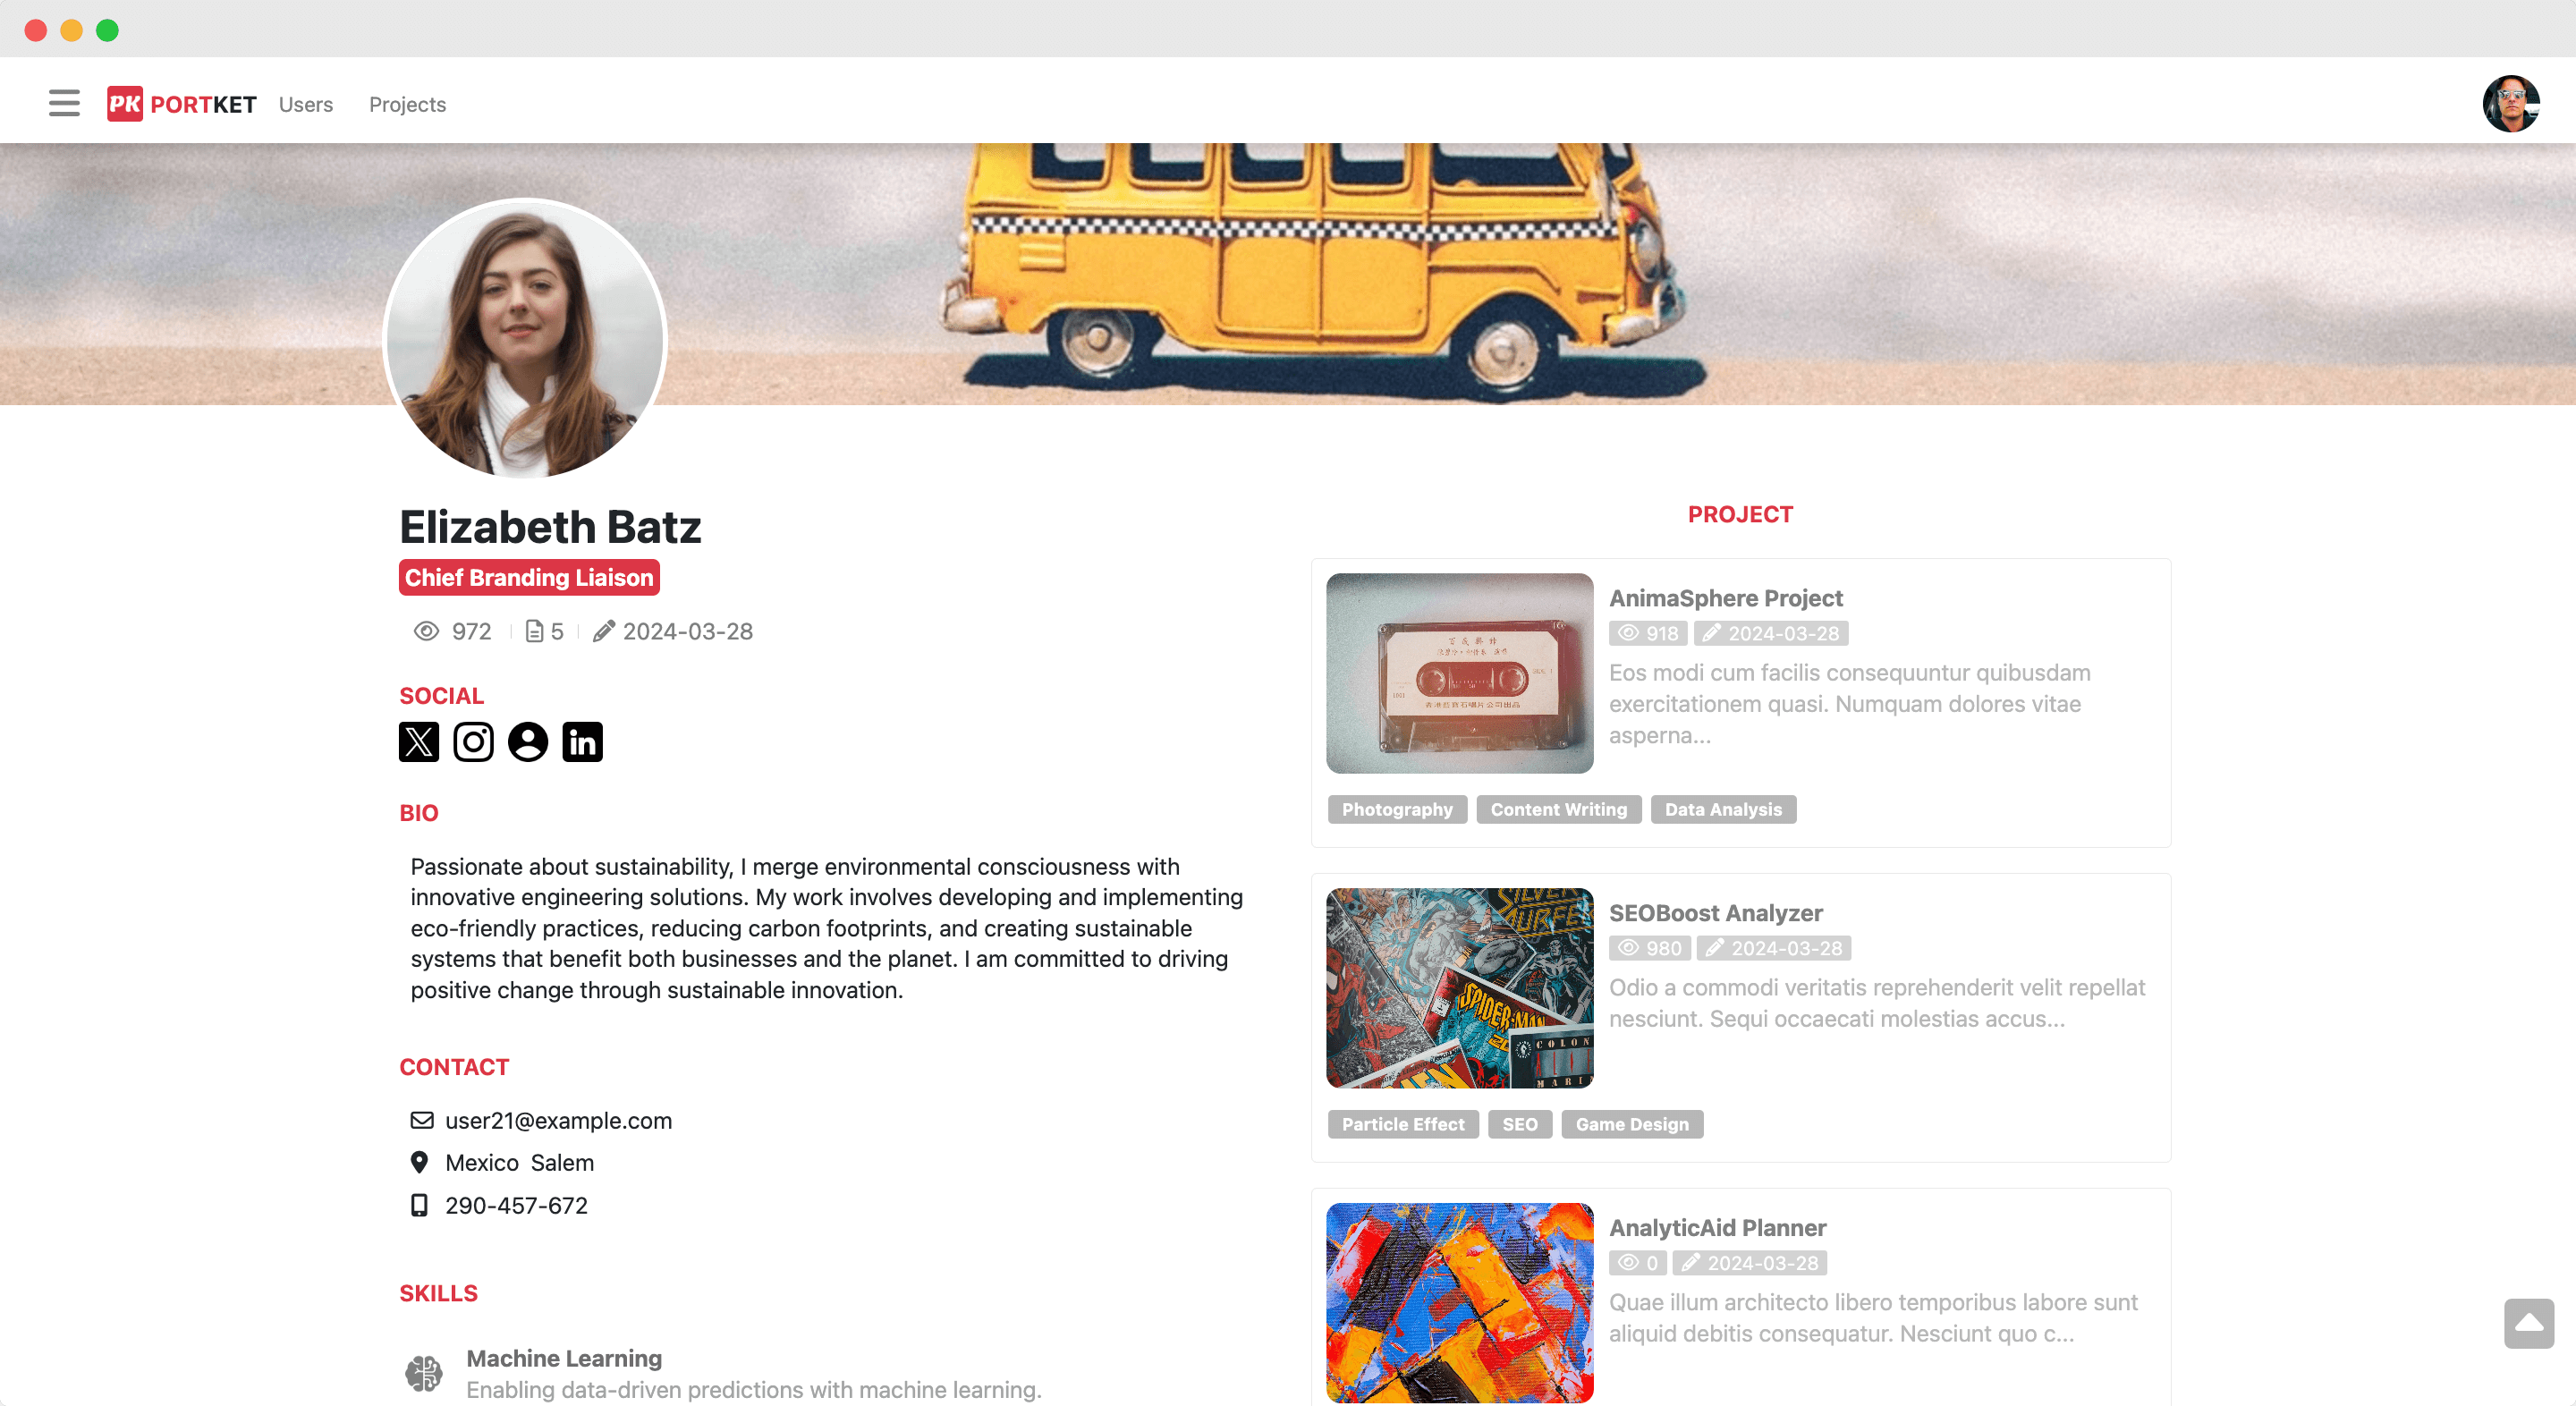 PK PORTKET Users Projects
Elizabeth Batz
Chief Branding Liaison
972 5 2024-03-28
SOCIAL
BIO
Passionate about sustainability, I merge environmental consciousness with
innovative engineering solutions. My work involves developing and implementing
eco-friendly practices, reducing carbon footprints, and creating sustainable
systems that benefit both businesses and the planet. I am committed to driving
positive change through sustainable innovation.
CONTACT
user21@example.com
Mexico Salem
290-457-672
SKILLS
Machine Learning
Enabling data-driven predictions with machine learning.
PROJECT
AnimaSphere Project
918 2024-03-28
Eos modi cum facilis consequuntur quibusdam
exercitationem quasi. Numquam dolores vitae
asperna...
Photography Content Writing Data Analysis
SEOBoost Analyzer
980 2024-03-28
Odio a commodi veritatis reprehenderit velit repellat
nesciunt. Sequi occaecati molestias accus...
SILVER
SURFER
SPIDER-MAN
COLON
MARI
Particle Effect SEO Game Design
AnalyticAid Planner
0 2024-03-28
Quae illum architecto libero temporibus labore sunt
aliquid debitis consequatur. Nesciunt quo c...